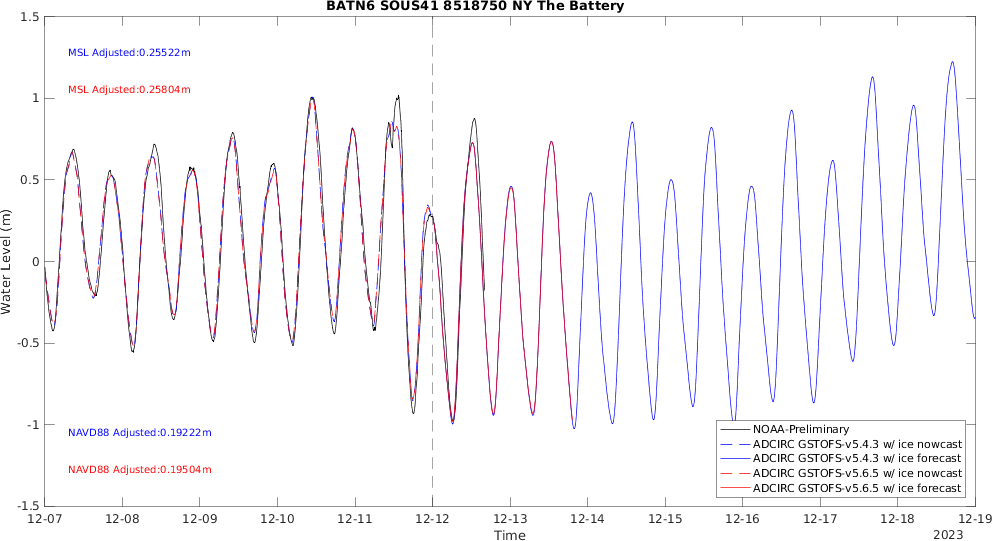 BATN6 SOUS41 8518750 NY The Battery
1.5
1
0.5
0
-0.5
-1
-1.5
Water Level (m)
MSL Adjusted:0.25522m
MSL Adjusted:0.25804m
NAVD88 Adjusted:0.19222m
NAVD88 Adjusted:0.19504m
NOAA-Preliminary
ADCIRC GSTOFS-v5.4.3 w/ ice nowcast
ADCIRC GSTOFS-v5.4.3 w/ ice forecast
ADCIRC GSTOFS-v5.6.5 w/ ice nowcast
ADCIRC GSTOFS-v5.6.5 w/ ice forecast
12-07 12-08 12-09 12-10 12-11 12-12 12-13 12-14 12-15 12-16 12-17 12-18 12-19
Time
2023